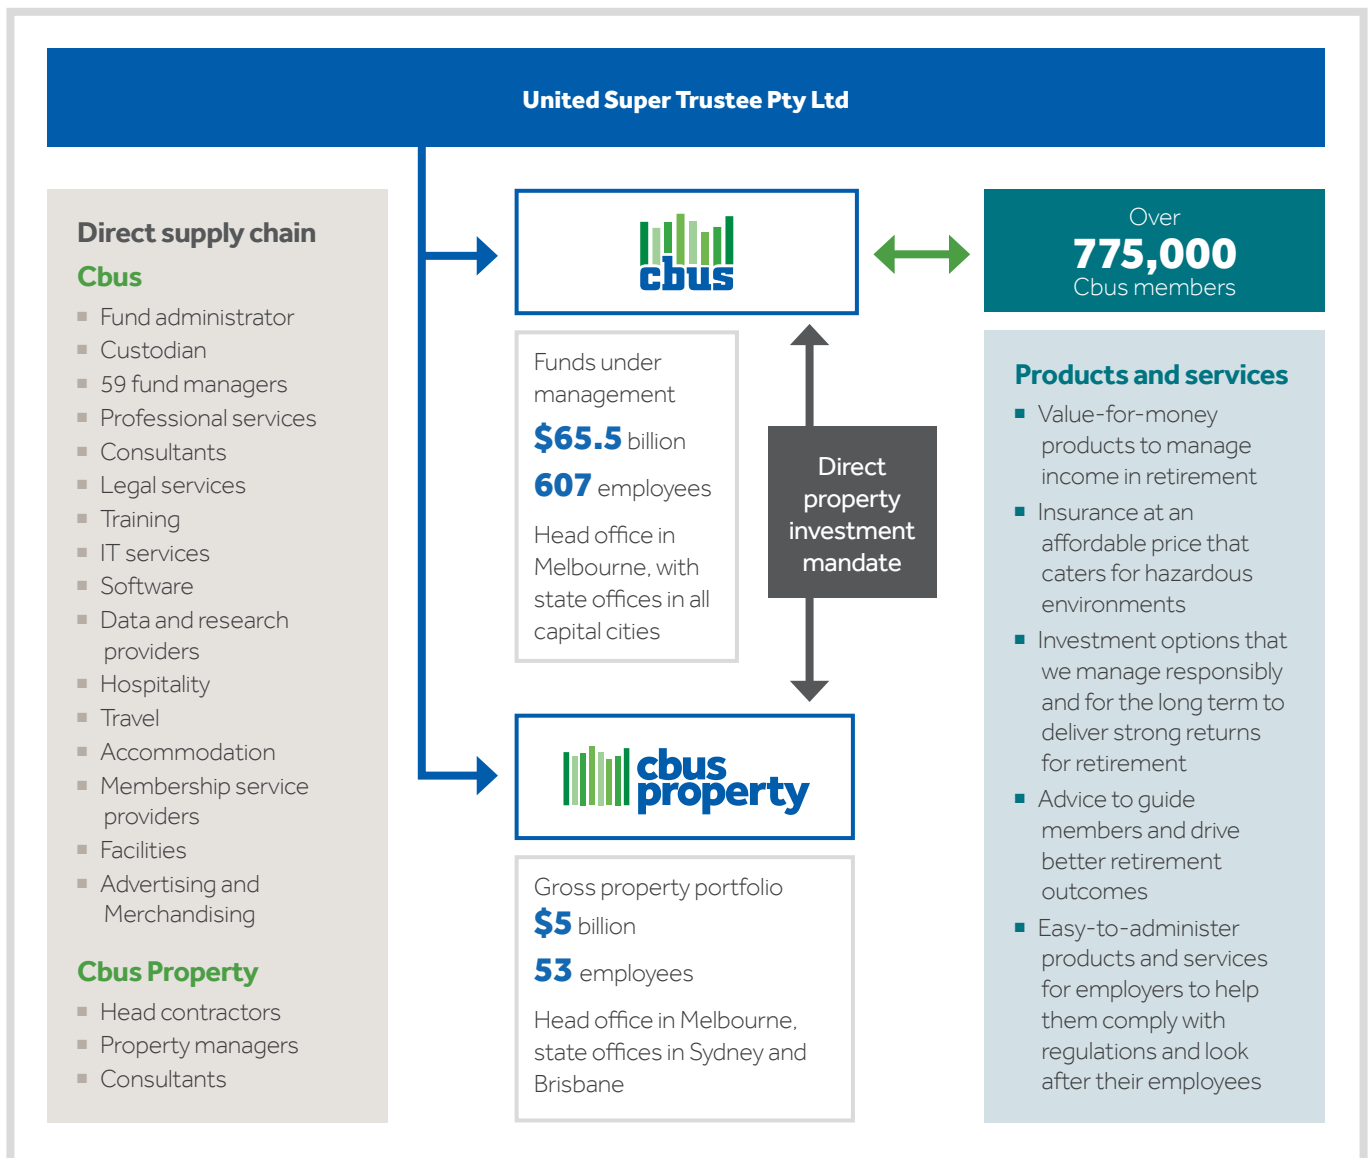 United Super Trustee Pty Ltd
Direct supply chain
Cbus
Fund administrator
Custodian
59 fund managers
Professional services
Consultants
Legal services
Training
IT services
Software
Data and research
providers
Hospitality
Travel
Accommodation
Membership service
providers
Facilities
Advertising and
Merchandising
Cbus Property
Head contractors
Property managers
Consultants
cbus
Funds under
management
$65.5 billion
607 employees
Head office in
Melbourne, with
state offices in all
capital cities
Direct
property
investment
mandate
cbus
property
Gross property portfolio
$5 billion
53 employees
Head office in Melbourne,
state offices in Sydney and
Brisbane
Over
775,000
Cbus members
Products and services
Value-for-money
products to manage
income in retirement
Insurance at an
affordable price that
caters for hazardous
environments
Investment options that
we manage responsibly
and for the long term to
deliver strong returns
for retirement
Advice to guide
members and drive
better retirement
outcomes
Easy-to-administer
products and services
for employers to help
them comply with
regulations and look
after their employees